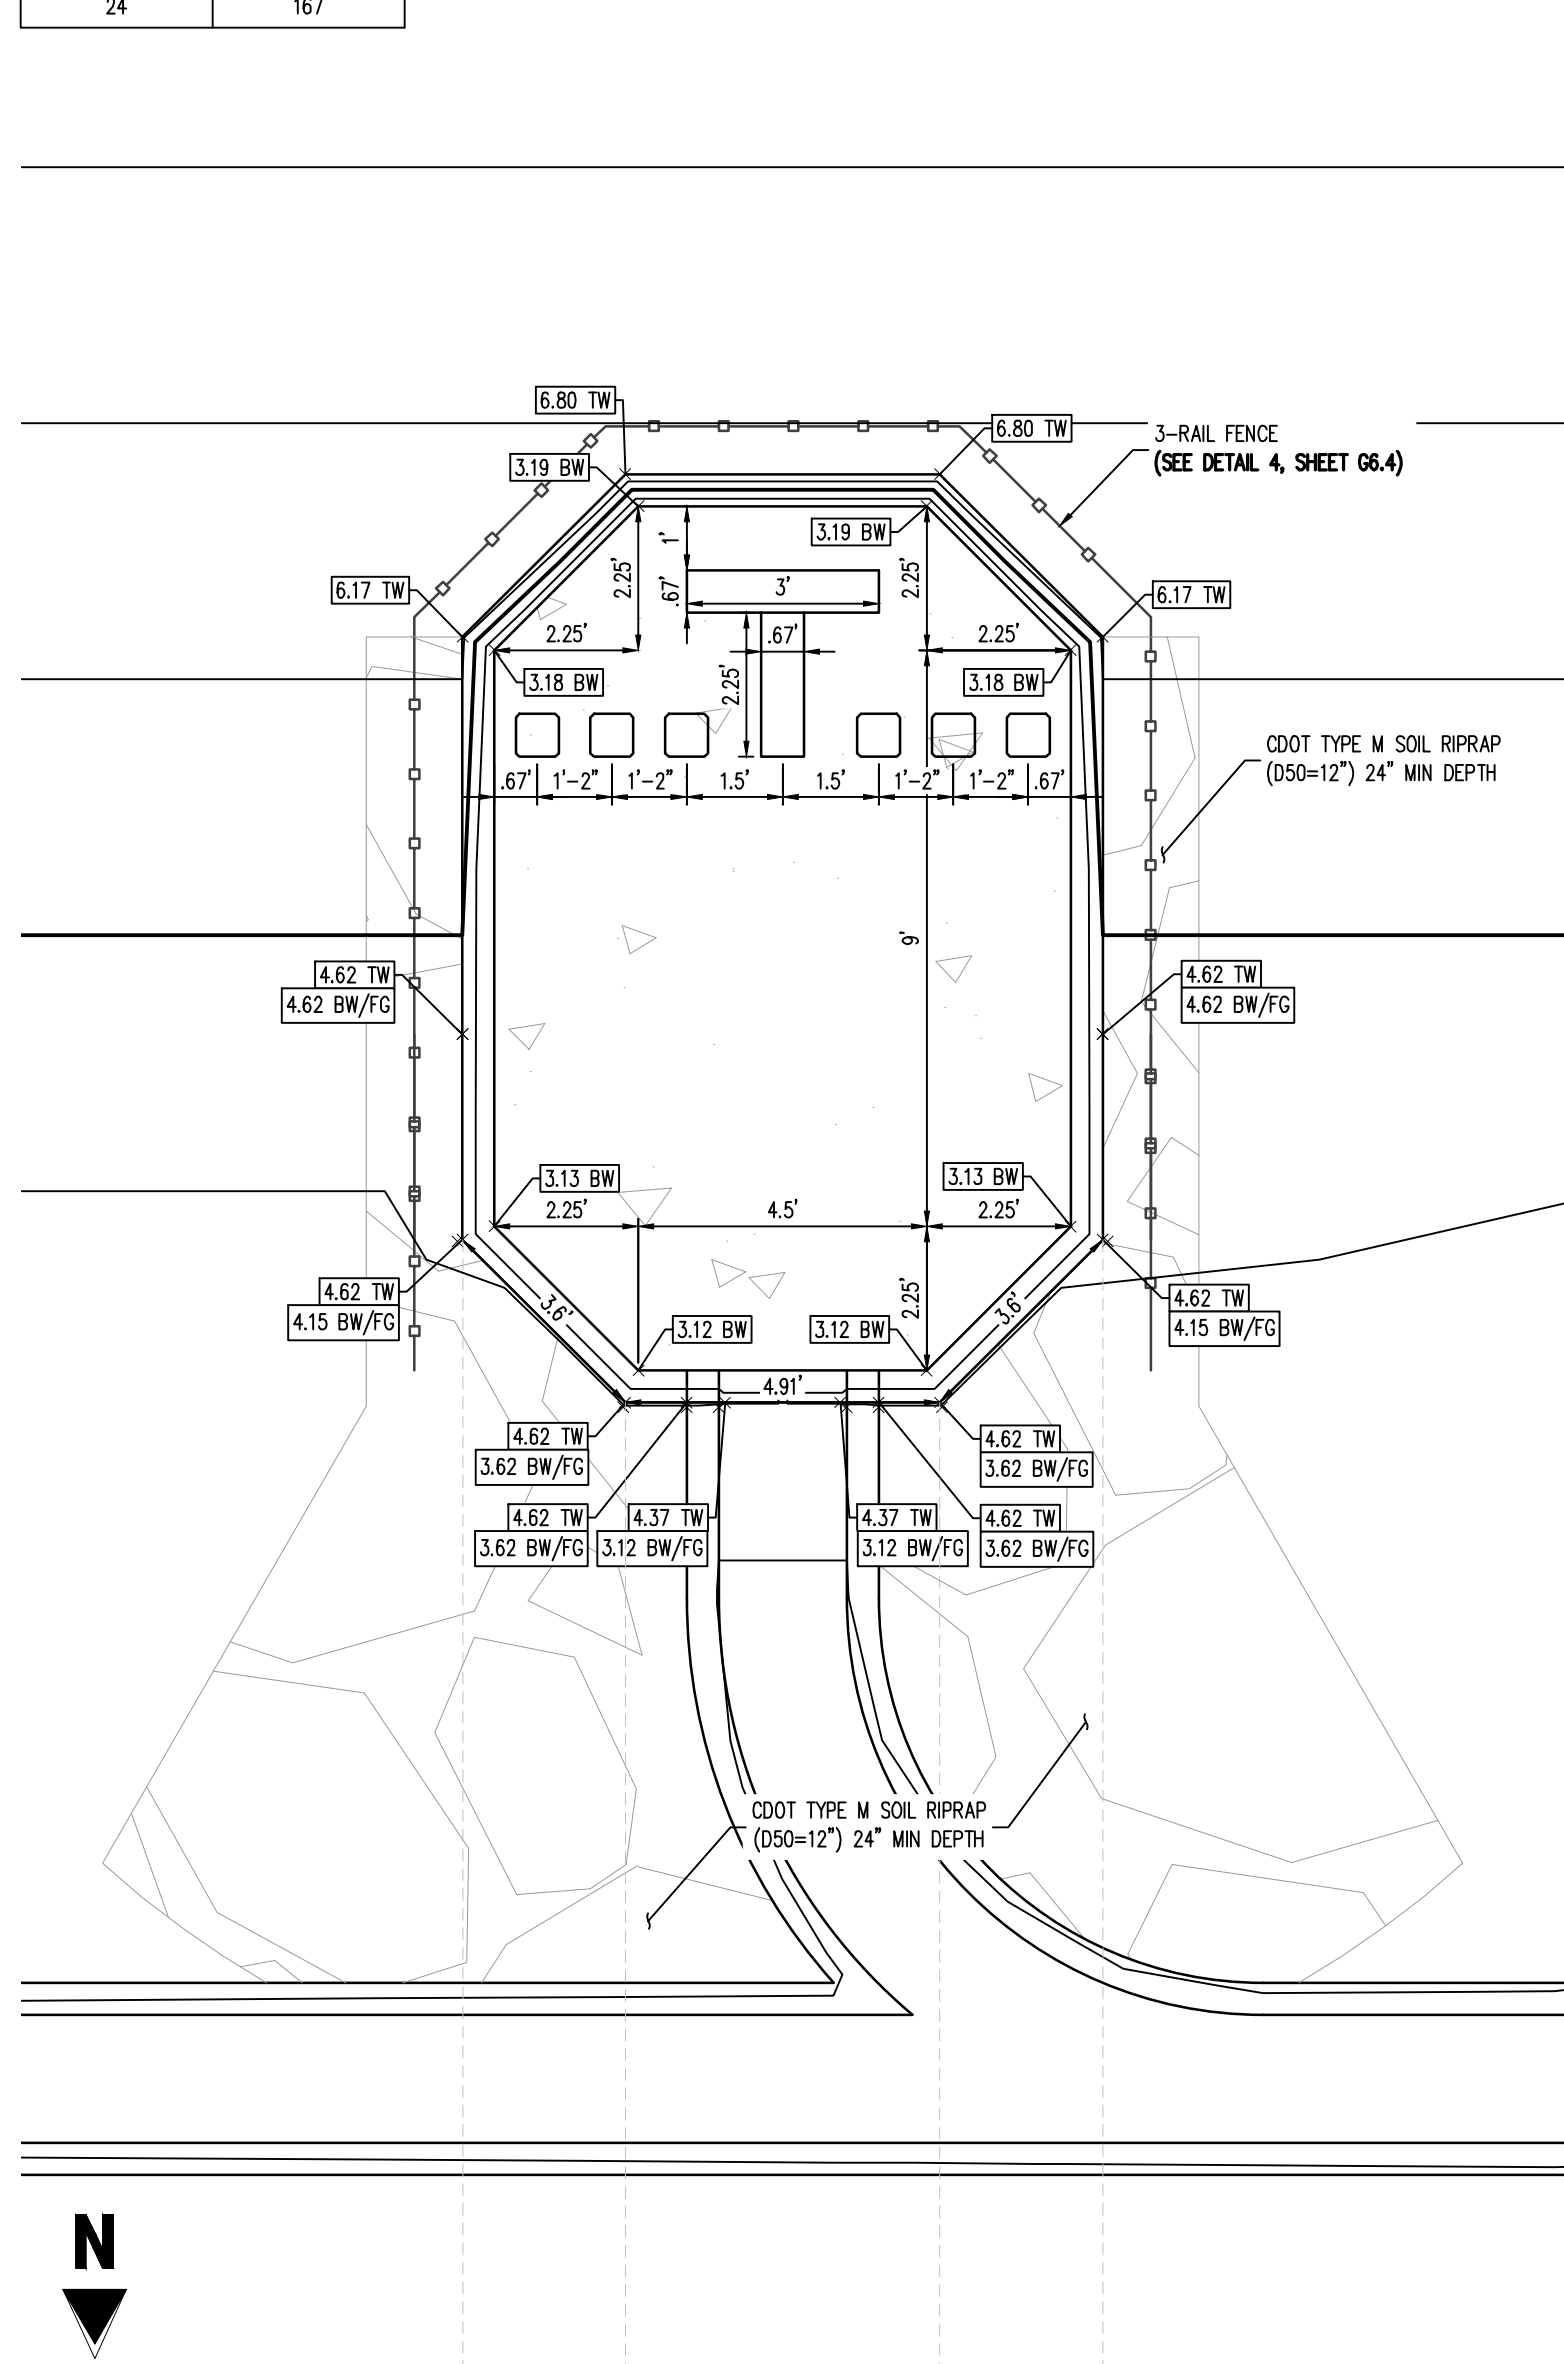 24 167
6.80 TW
6.80 TW
3-RAIL FENCE
(SEE DETAIL 4, SHEET G6.4)
3.19 BW
3.19 BW
1'
2.25'
.67'
3'
2.25'
6.17 TW
6.17 TW
2.25'
.67'
2.25'
2.25'
3.18 BW
3.18 BW
CDOT TYPE M SOIL RIPRAP
(D50=12") 24" MIN DEPTH
.67' 1'-2" 1'-2" 1.5' 1.5' 1'-2" 1'-2" .67'
9'
4.62 TW
4.62 BW/FG
4.62 TW
4.62 BW/FG
3.13 BW
3.13 BW
2.25' 4.5' 2.25'
4.62 TW
4.15 BW/FG
3.6'
2.25'
3.6'
4.62 TW
4.15 BW/FG
3.12 BW
3.12 BW
4.91'
4.62 TW
3.62 BW/FG
4.62 TW
3.62 BW/FG
4.62 TW
3.62 BW/FG
4.37 TW
3.12 BW/FG
4.37 TW
3.12 BW/FG
4.62 TW
3.62 BW/FG
CDOT TYPE M SOIL RIPRAP
(D50=12") 24" MIN DEPTH
N